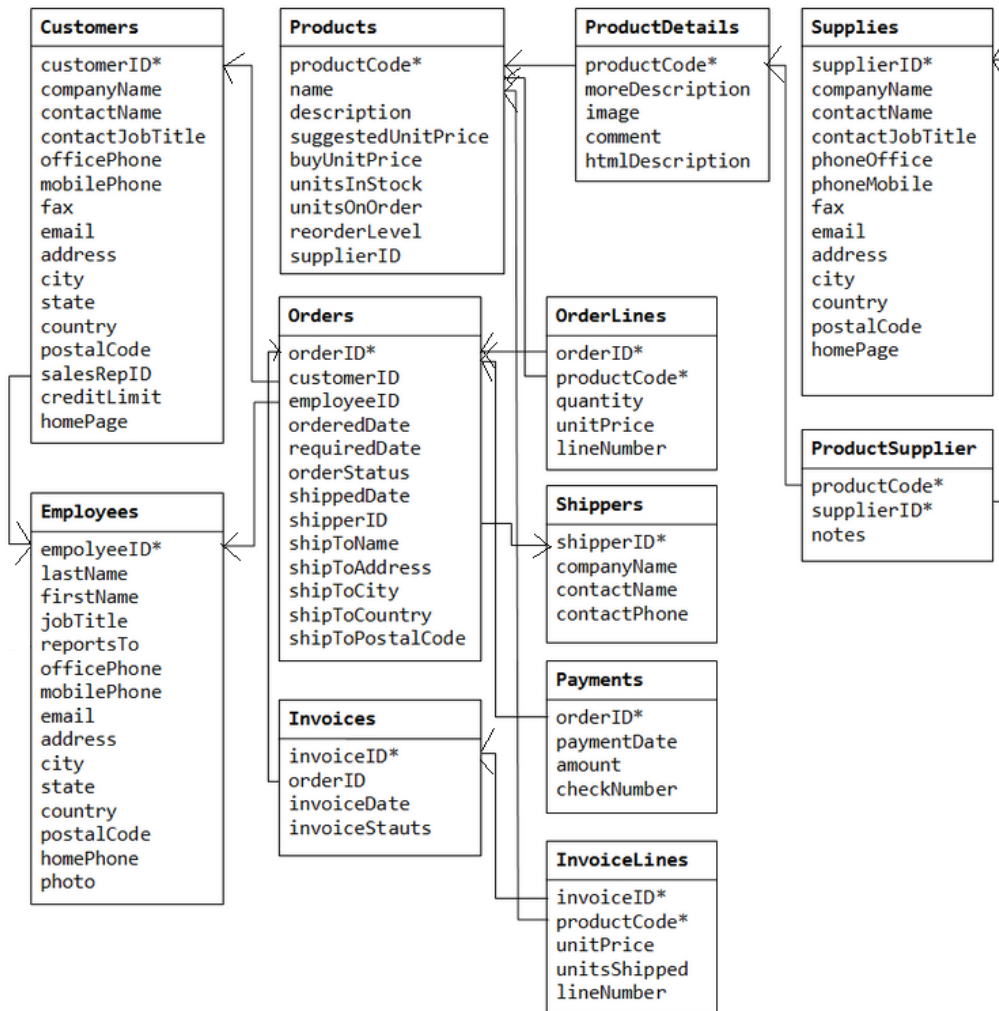 Customers
customerID*
companyName
contactName
contactJobTitle
officePhone
mobilePhone
fax
email
address
city
state
country
postalCode
salesRepID
creditLimit
homePage
Products
productCode*
name
description
suggestedUnitPrice
buyUnitPrice
unitsInStock
unitsOnOrder
reorderLevel
supplierID
ProductDetails
productCode*
moreDescription
image
comment
htmlDescription
Supplies
supplierID*
companyName
contactName
contactJobTitle
phoneOffice
phoneMobile
fax
email
address
city
country
postalCode
homePage
Orders
orderID*
customerID
employeeID
orderedDate
requiredDate
orderStatus
shippedDate
shipperID
shipToName
shipToAddress
shipToCity
shipToCountry
shipToPostalCode
OrderLines
orderID*
productCode*
quantity
unitPrice
lineNumber
ProductSupplier
productCode*
supplierID*
notes
Employees
empolyeeID*
lastName
firstName
jobTitle
reportsTo
officePhone
mobilePhone
email
address
city
state
country
postalCode
homePhone
photo
Shippers
shipperID*
companyName
contactName
contactPhone
Invoices
invoiceID*
orderID
invoiceDate
invoiceStauts
Payments
orderID*
paymentDate
amount
checkNumber
InvoiceLines
invoiceID*
productCode*
unitPrice
unitsShipped
lineNumber